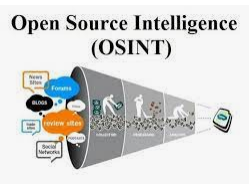 Open Source Intelligence
(OSINT)
News
Sites
Forums
BLOGS
review sites
Social
Networks